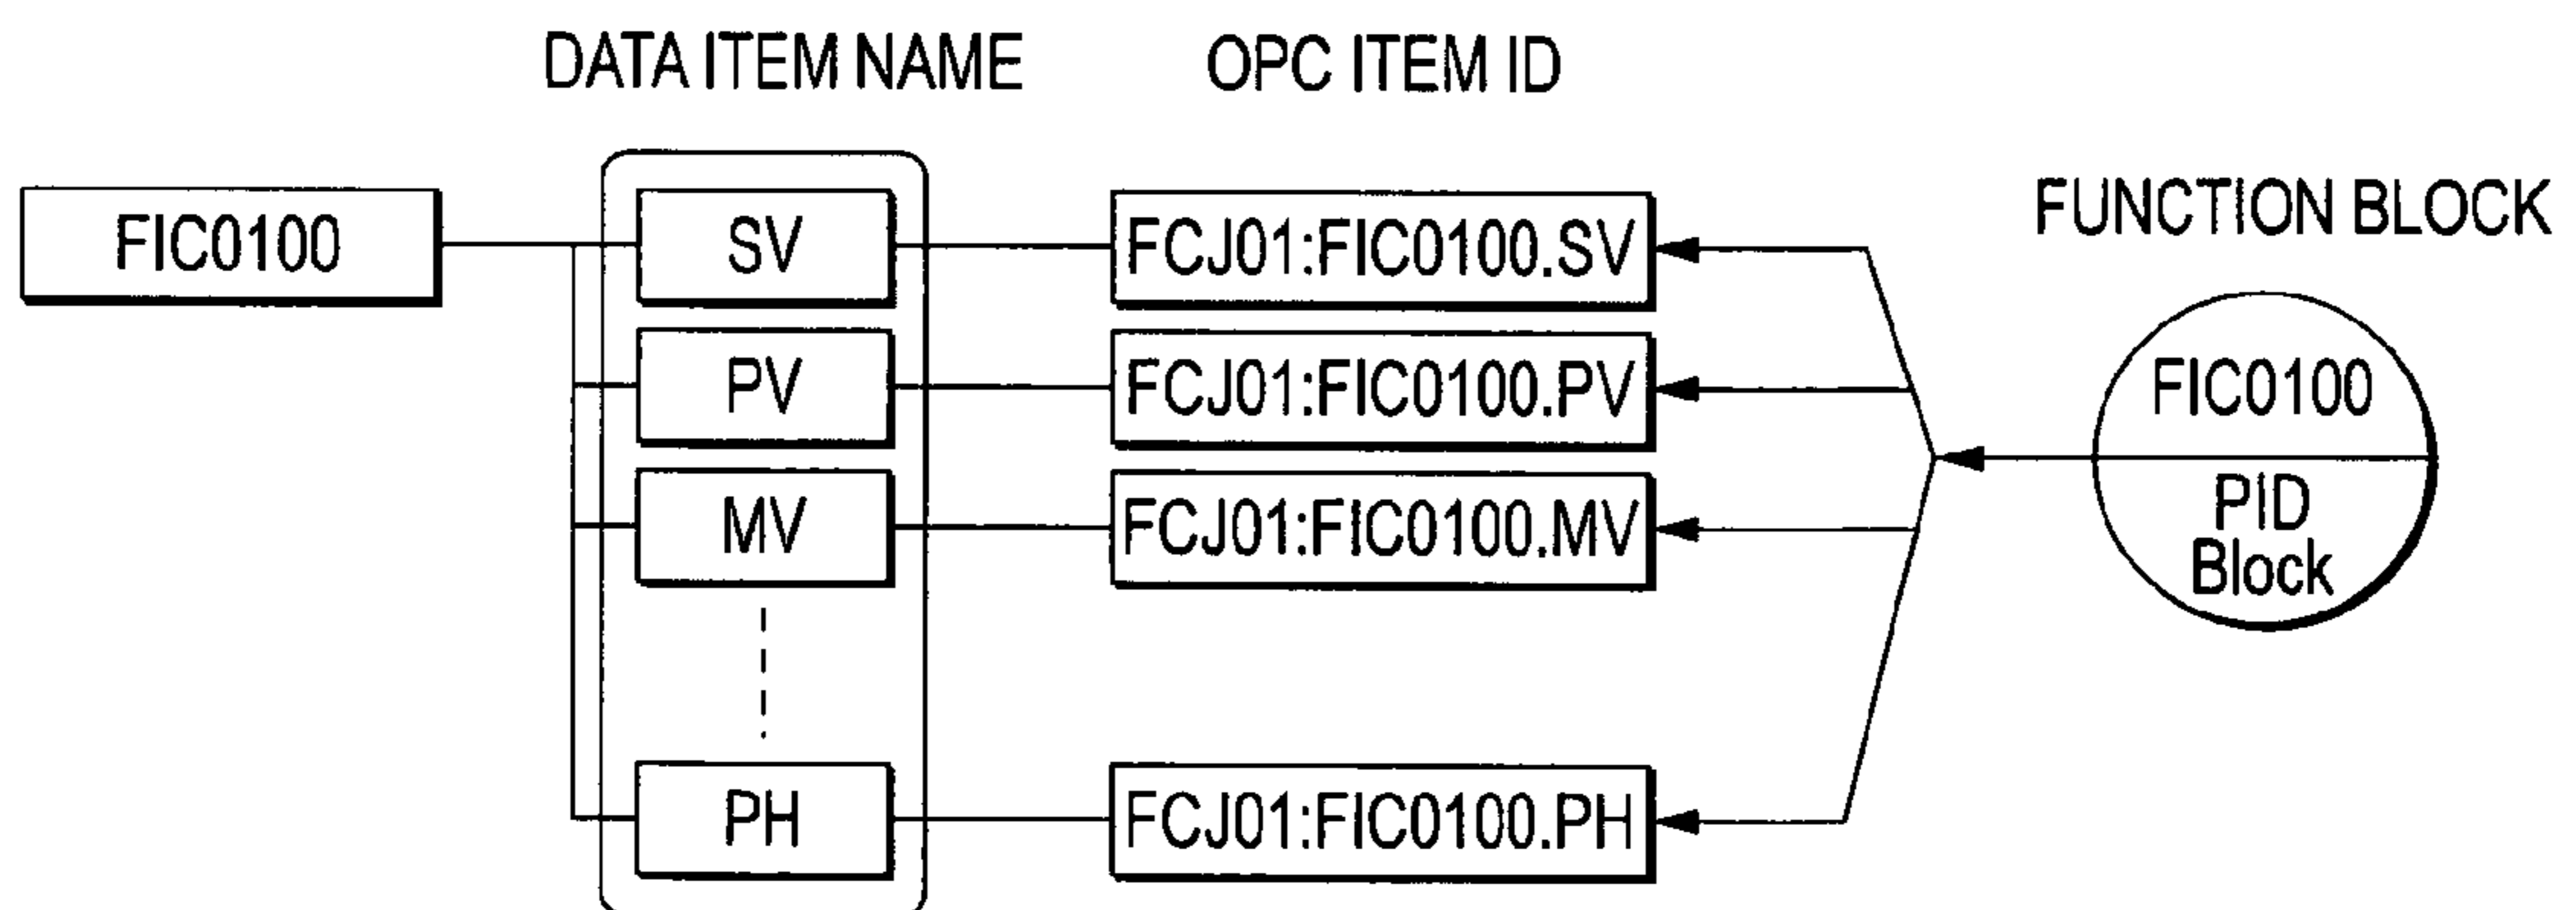 DATA ITEM NAME
OPC ITEM ID
FUNCTION BLOCK
FIC0100
SV
FCJ01:FIC0100.SV
PV
FCJ01:FIC0100.PV
MV
FCJ01:FIC0100.MV
PH
FCJ01:FIC0100.PH
FIC0100
PID
Block